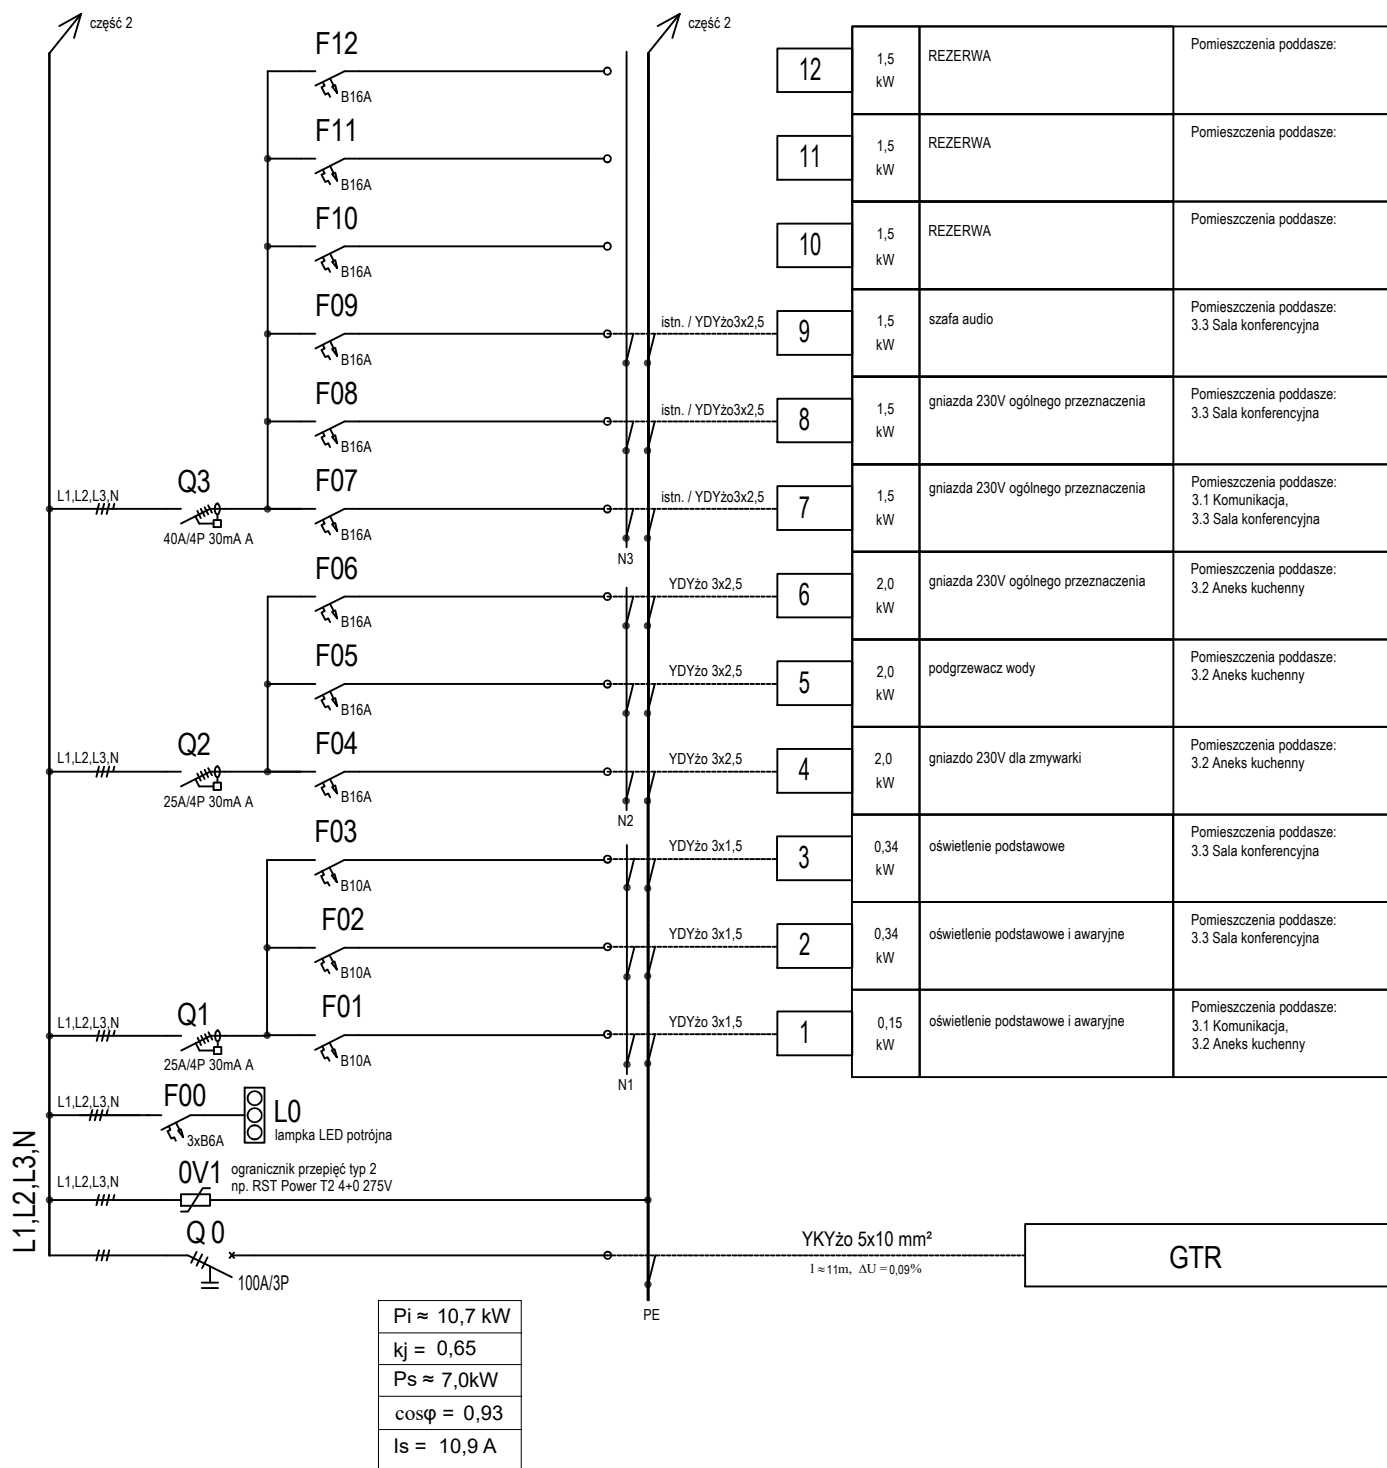 część 2
część 2
F12
B16A
12
1,5
kW
REZERWA
Pomieszczenia poddasze:
F11
B16A
11
1,5
kW
REZERWA
Pomieszczenia poddasze:
F10
B16A
10
1,5
kW
REZERWA
Pomieszczenia poddasze:
F09
B16A
istn. / YDYżo3x2,5
9
1,5
kW
szafa audio
Pomieszczenia poddasze:
3.3 Sala konferencyjna
F08
B16A
istn. / YDYżo3x2,5
8
1,5
kW
gniazda 230V ogólnego przeznaczenia
Pomieszczenia poddasze:
3.3 Sala konferencyjna
L1,L2,L3,N
Q3
40A/4P 30mA A
F07
B16A
istn. / YDYżo3x2,5
N3
7
1,5
kW
gniazda 230V ogólnego przeznaczenia
Pomieszczenia poddasze:
3.1 Komunikacja,
3.3 Sala konferencyjna
F06
B16A
YDYżo 3x2,5
6
2,0
kW
gniazda 230V ogólnego przeznaczenia
Pomieszczenia poddasze:
3.2 Aneks kuchenny
F05
B16A
YDYżo 3x2,5
5
2,0
kW
podgrzewacz wody
Pomieszczenia poddasze:
3.2 Aneks kuchenny
L1,L2,L3,N
Q2
25A/4P 30mA A
F04
B16A
YDYżo 3x2,5
N2
4
2,0
kW
gniazdo 230V dla zmywarki
Pomieszczenia poddasze:
3.2 Aneks kuchenny
F03
B10A
YDYżo 3x1,5
3
0,34
kW
oświetlenie podstawowe
Pomieszczenia poddasze:
3.3 Sala konferencyjna
F02
B10A
YDYżo 3x1,5
2
0,34
kW
oświetlenie podstawowe i awaryjne
Pomieszczenia poddasze:
3.3 Sala konferencyjna
L1,L2,L3,N
Q1
25A/4P 30mA A
F01
B10A
YDYżo 3x1,5
N1
1
0,15
kW
oświetlenie podstawowe i awaryjne
Pomieszczenia poddasze:
3.1 Komunikacja,
3.2 Aneks kuchenny
L1,L2,L3,N
F00
3xB6A
L0
lampka LED potrójna
L1,L2,L3,N
L1,L2,L3,N
0V1
ogranicznik przepięć typ 2
np. RST Power T2 4+0 275V
Q0
100A/3P
YKYżo 5x10 mm²
l ≈ 11m, ΔU = 0,09%
GTR
PE
Pi ≈ 10,7 kW
kj = 0,65
Ps ≈ 7,0kW
cosφ = 0,93
Is = 10,9 A